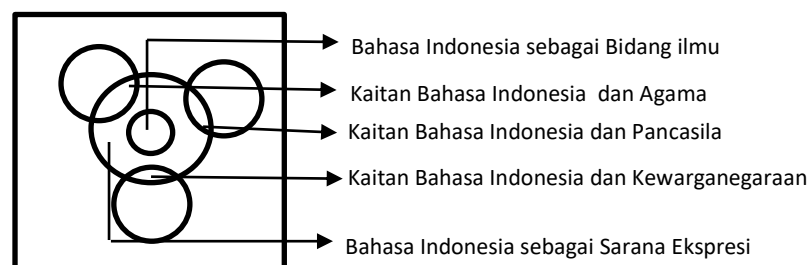 Bahasa Indonesia sebagai Bidang ilmu
Kaitan Bahasa Indonesia dan Agama
Kaitan Bahasa Indonesia dan Pancasila
Kaitan Bahasa Indonesia dan Kewarganegaraan
Bahasa Indonesia sebagai Sarana Ekspresi